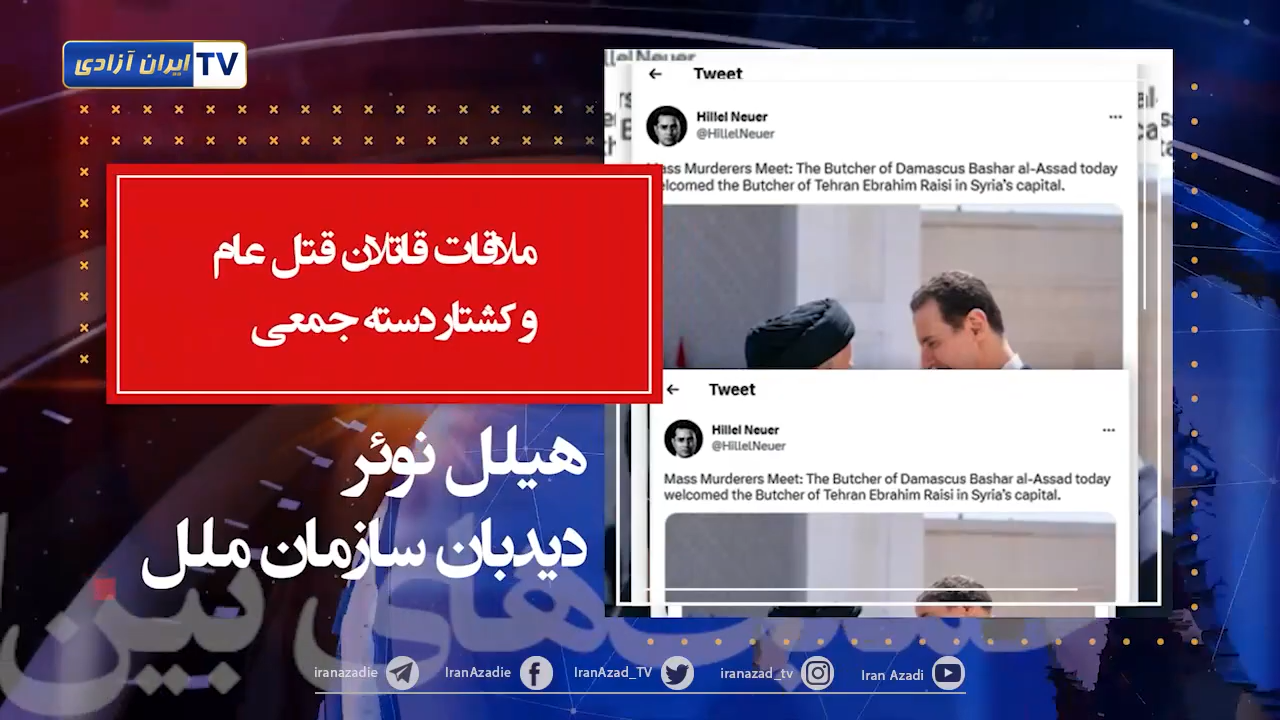 ایران آزادی TV
ملاقات قاتلان قتل عام
و کشتار دسته جمعی
هیلل نوئر
دیدبان سازمان ملل
Tweet
Hillel Neuer
@HillelNeuer
Mass Murderers Meet: The Butcher of Damascus Bashar al-Assad today
welcomed the Butcher of Tehran Ebrahim Raisi in Syria's capital.
Tweet
Hillel Neuer
@HillelNeuer
Mass Murderers Meet: The Butcher of Damascus Bashar al-Assad today
welcomed the Butcher of Tehran Ebrahim Raisi in Syria's capital.
بین
iranazadie IranAzadie IranAzad_TV iranazad_tv Iran Azadi